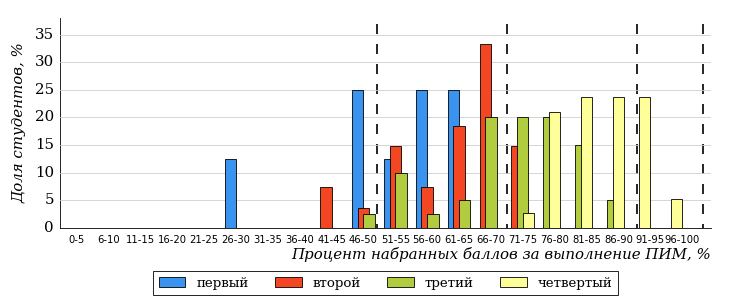 Доля студентов, %
35
30
25
20
15
10
5
0
0-5 6-10 11-15 16-20 21-25 26-30 31-35 36-40 41-45 46-50 51-55 56-60 61-65 66-70 71-75 76-80 81-85 86-90 91-95 96-100
Процент набранных баллов за выполнение ПИМ, %
первый второй третий четвертый